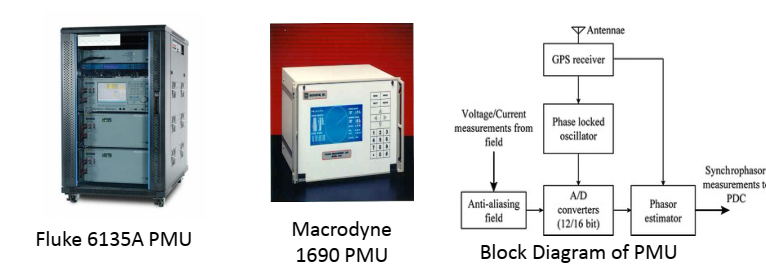 Fluke 6135A PMU
Macrodyne
1690 PMU
Antennae
GPS receiver
Phase locked
oscillator
Voltage/Current
measurements from
field
Anti-aliasing
field
A/D
converters
(12/16 bit)
Phasor
estimator
Synchrophasor
measurements to
PDC
Block Diagram of PMU